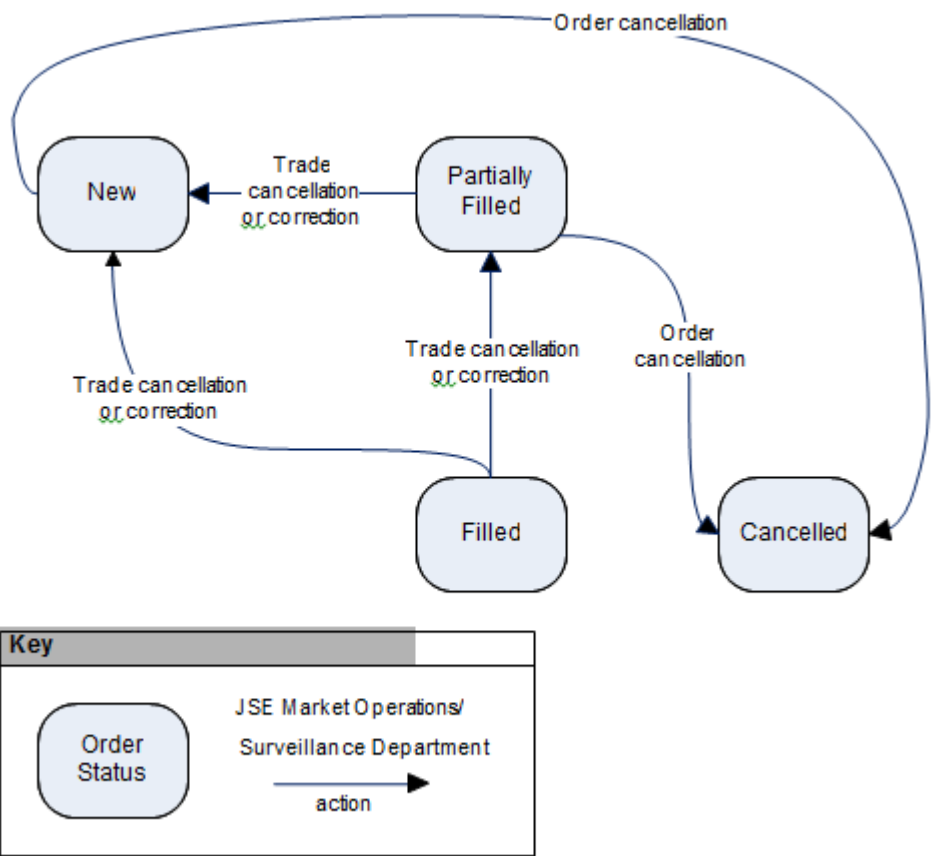 Order cancellation
New
Trade
cancellation
or correction
Partially
Filled
Trade cancellation
or correction
Order
cancellation
Trade cancellation
or correction
Filled
Cancelled
Key
Order
Status
JSE Market Operations/
Surveillance Department
action